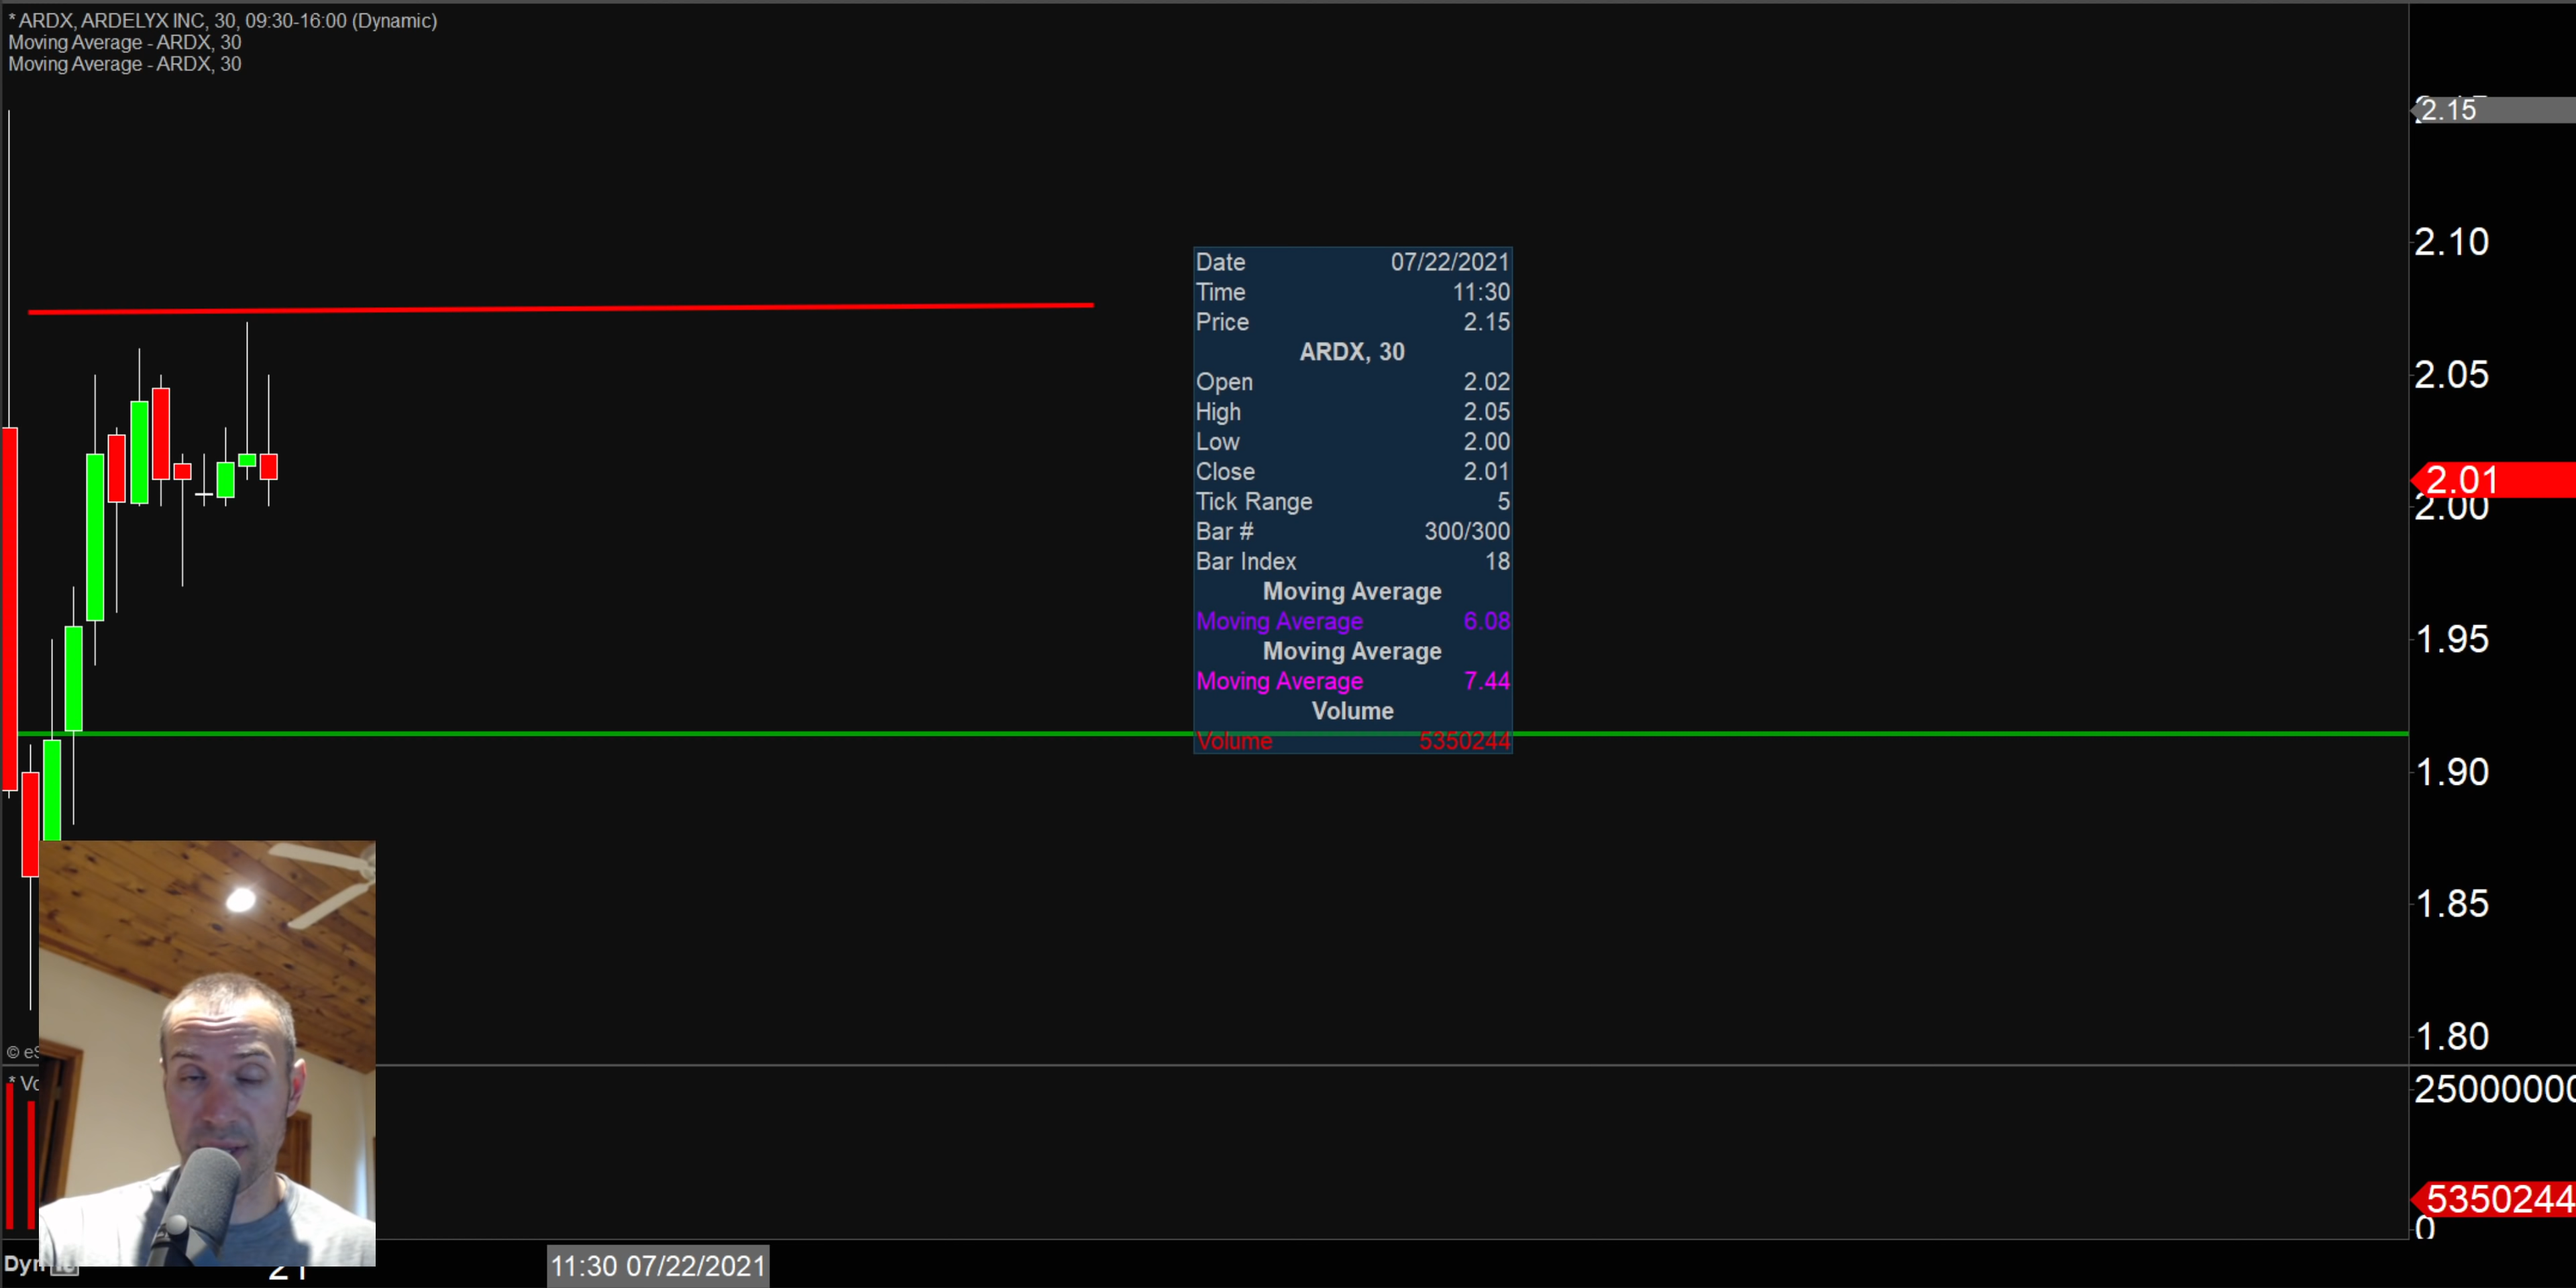 * ARDX, ARDELYX INC, 30, 09:30-16:00 (Dynamic)
Moving Average - ARDX, 30
Moving Average - ARDX, 30
2.15
2.10
2.05
2.01
2.00
1.95
1.90
1.85
1.80
Date 07/22/2021
Time 11:30
Price 2.15
ARDX, 30
Open 2.02
High 2.05
Low 2.00
Close 2.01
Tick Range 5
Bar # 300/300
Bar Index 18
Moving Average
Moving Average 6.08
Moving Average
Moving Average 7.44
Volume
Volume 5350244
© eS
* Vo
25000000
5350244
0
Dyn
21
11:30 07/22/2021